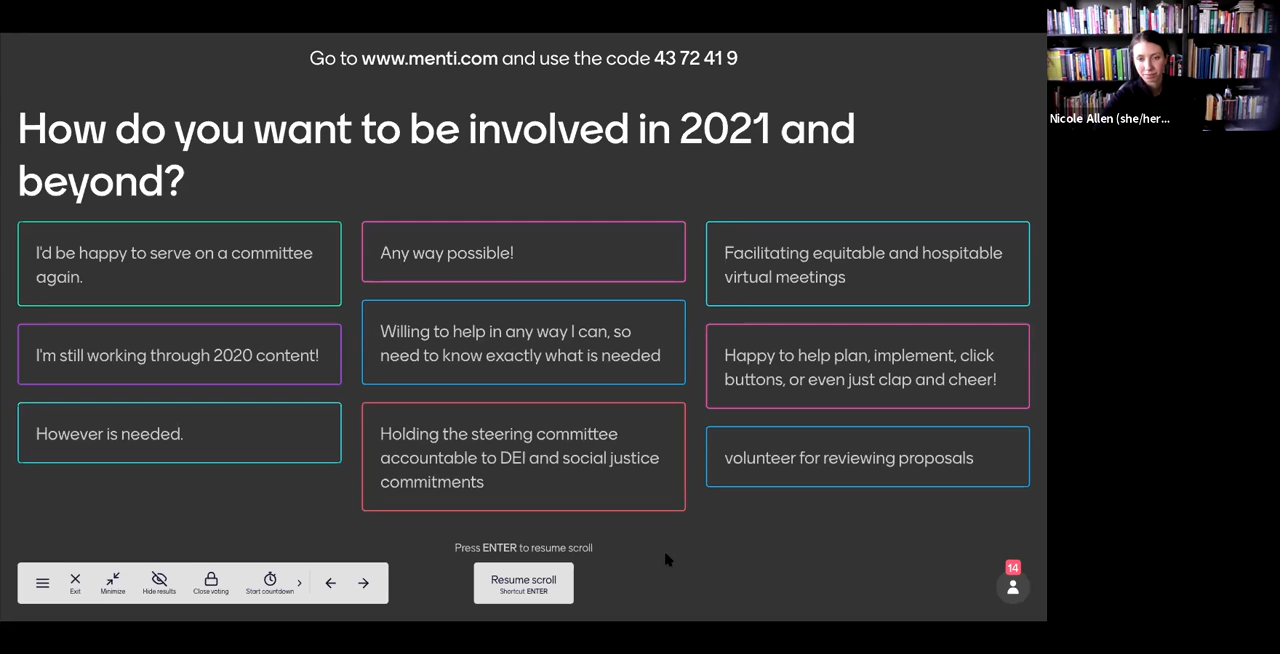 Go to www.menti.com and use the code 43 72 41 9
How do you want to be involved in 2021 and
beyond?
I'd be happy to serve on a committee
again.
I'm still working through 2020 content!
However is needed.
Any way possible!
Willing to help in any way I can, so
need to know exactly what is needed
Holding the steering committee
accountable to DEI and social justice
commitments
Facilitating equitable and hospitable
virtual meetings
Happy to help plan, implement, click
buttons, or even just clap and cheer!
volunteer for reviewing proposals
Press ENTER to resume scroll
Resume scroll
Shortcut ENTER
Exit
Minimize
Hide results
Close voting
Start countdown
14
Nicole Allen (she/her...